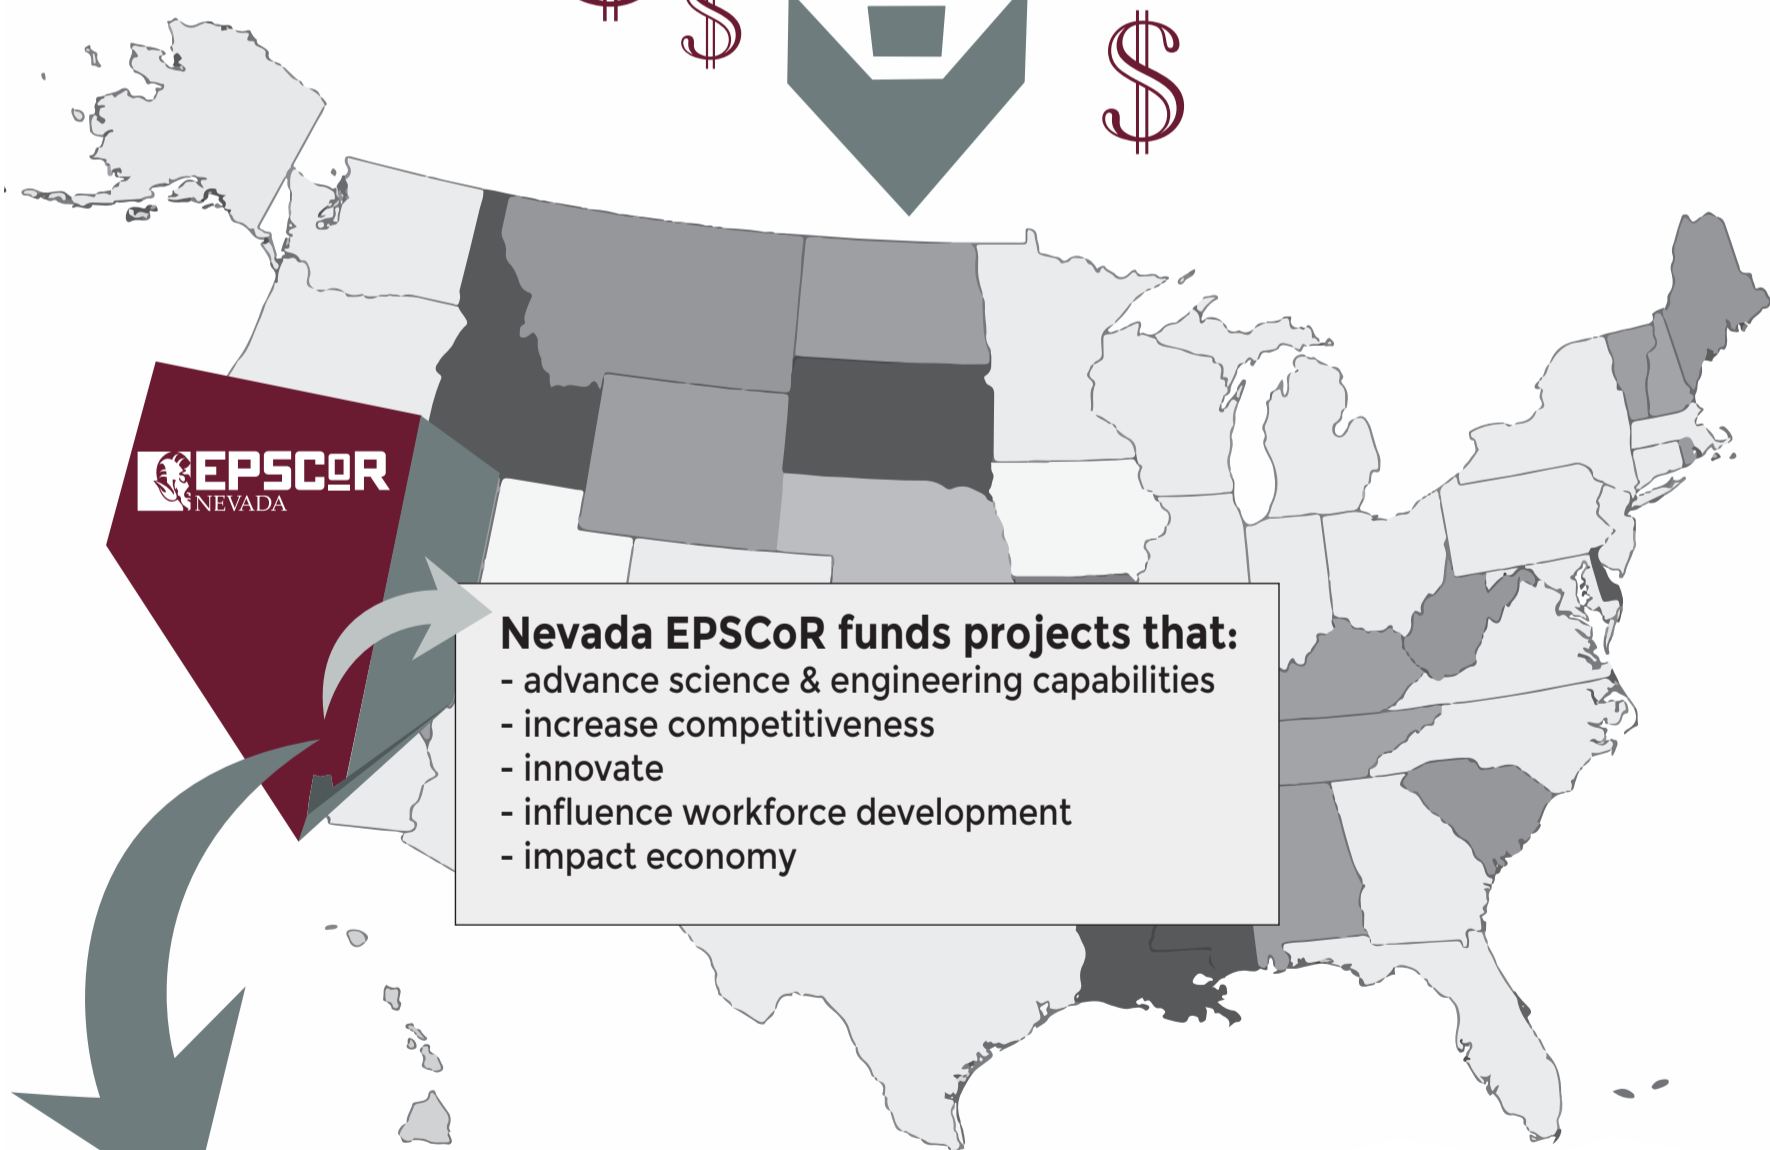 $
$
$
EPSCoR
NEVADA
Nevada EPSCoR funds projects that:
- advance science & engineering capabilities
- increase competitiveness
- innovate
- influence workforce development
- impact economy